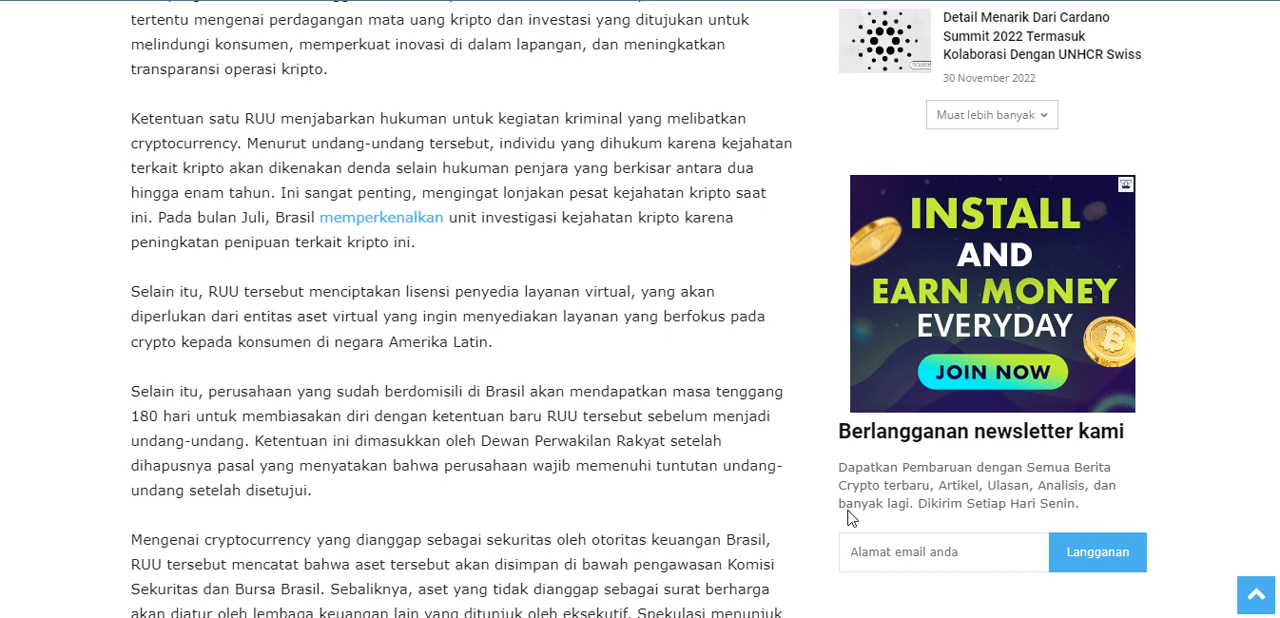 tertentu mengenai perdagangan mata uang kripto dan investasi yang ditujukan untuk
melindungi konsumen, memperkuat inovasi di dalam lapangan, dan meningkatkan
transparansi operasi kripto.
Ketentuan satu RUU menjabarkan hukuman untuk kegiatan kriminal yang melibatkan
cryptocurrency. Menurut undang-undang tersebut, individu yang dihukum karena kejahatan
terkait kripto akan dikenakan denda selain hukuman penjara yang berkisar antara dua
hingga enam tahun. Ini sangat penting, mengingat lonjakan pesat kejahatan kripto saat
ini. Pada bulan Juli, Brasil memperkenalkan unit investigasi kejahatan kripto karena
peningkatan penipuan terkait kripto ini.
Selain itu, RUU tersebut menciptakan lisensi penyedia layanan virtual, yang akan
diperlukan dari entitas aset virtual yang ingin menyediakan layanan yang berfokus pada
crypto kepada konsumen di negara Amerika Latin.
Selain itu, perusahaan yang sudah berdomisili di Brasil akan mendapatkan masa tenggang
180 hari untuk membiasakan diri dengan ketentuan baru RUU tersebut sebelum menjadi
undang-undang. Ketentuan ini dimasukkan oleh Dewan Perwakilan Rakyat setelah
dihapusnya pasal yang menyatakan bahwa perusahaan wajib memenuhi tuntutan undang-
undang setelah disetujui.
Mengenai cryptocurrency yang dianggap sebagai sekuritas oleh otoritas keuangan Brasil,
RUU tersebut mencatat bahwa aset tersebut akan disimpan di bawah pengawasan Komisi
Sekuritas dan Bursa Brasil. Sebaliknya, aset yang tidak dianggap sebagai surat berharga
akan diatur oleh lembaga keuangan lain yang ditunjuk oleh eksekutif. Spekulasi menunjuk
Detail Menarik Dari Cardano
Summit 2022 Termasuk
Kolaborasi Dengan UNHCR Swiss
30 November 2022
Muat lebih banyak
INSTALL
AND
EARN MONEY
EVERYDAY
JOIN NOW
Berlangganan newsletter kami
Dapatkan Pembaruan dengan Semua Berita
Crypto terbaru, Artikel, Ulasan, Analisis, dan
banyak lagi. Dikirim Setiap Hari Senin.
Alamat email anda
Langganan